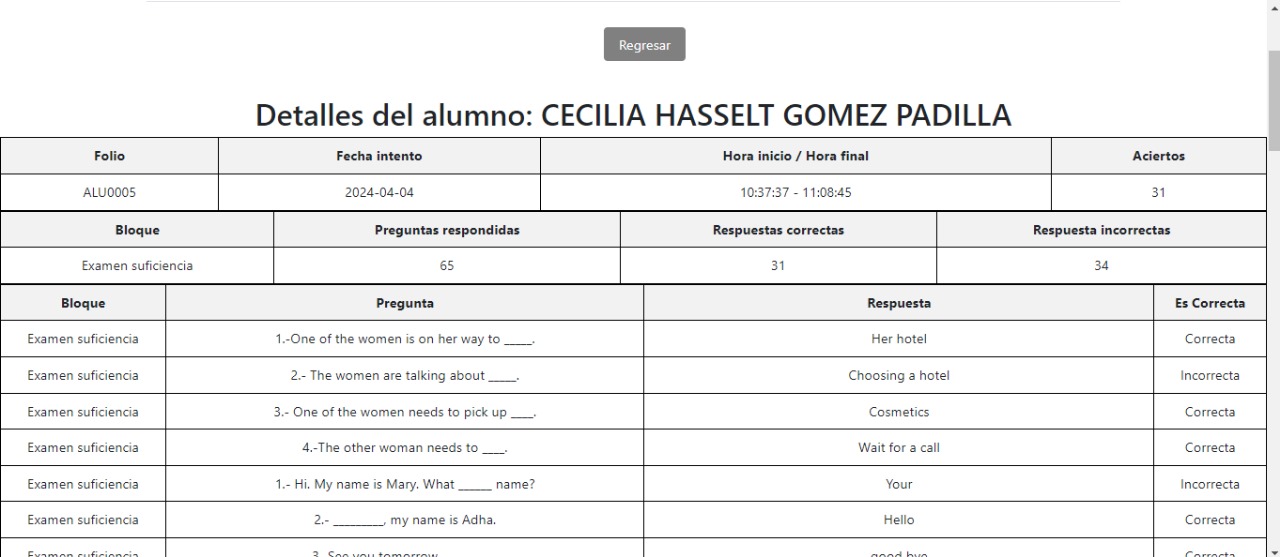 Regresar
Detalles del alumno: CECILIA HASSELT GOMEZ PADILLA
Folio Fecha intento Hora inicio / Hora final Aciertos
ALU0005 2024-04-04 10:37:37 - 11:08:45 31
Bloque Preguntas respondidas Respuestas correctas Respuesta incorrectas
Examen suficiencia 65 31 34
Bloque Pregunta Respuesta Es Correcta
Examen suficiencia 1.-One of the women is on her way to _____. Her hotel Correcta
Examen suficiencia 2.- The women are talking about _____. Choosing a hotel Incorrecta
Examen suficiencia 3.- One of the women needs to pick up ____. Cosmetics Correcta
Examen suficiencia 4.-The other woman needs to ____. Wait for a call Correcta
Examen suficiencia 1.- Hi. My name is Mary. What ______ name? Your Incorrecta
Examen suficiencia 2.- _________, my name is Adha. Hello Correcta
Examen suficiencia 3.-See you tomorrow, good bye Correcta